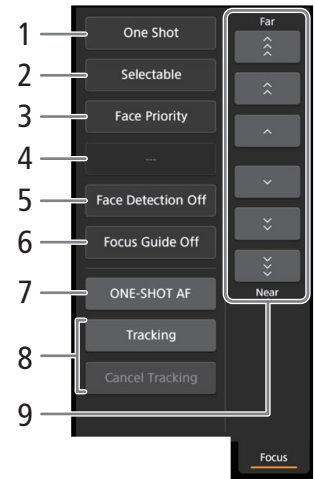 1 One Shot
2 Selectable
3 Face Priority
4 ---
5 Face Detection Off
6 Focus Guide Off
7 ONE-SHOT AF
8 Tracking
Cancel Tracking
9
Far
Near
Focus